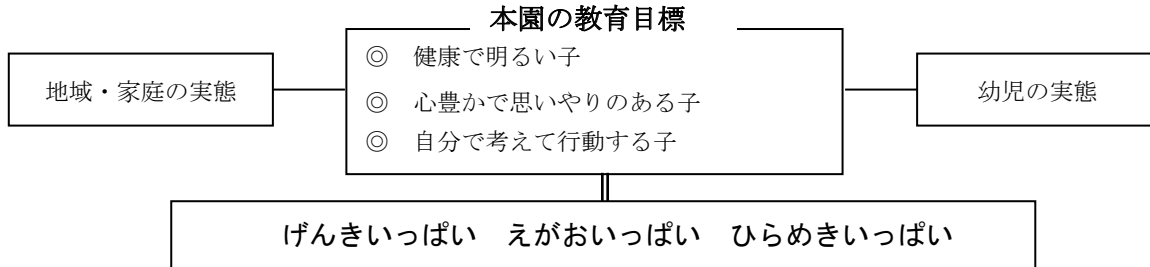 本園の教育目標
◎　健康で明るい子
地域・家庭の実態
◎　心豊かで思いやりのある子
幼児の実態
◎　自分で考えて行動する子
げんきいっぱい　えがおいっぱい　ひらめきいっぱい